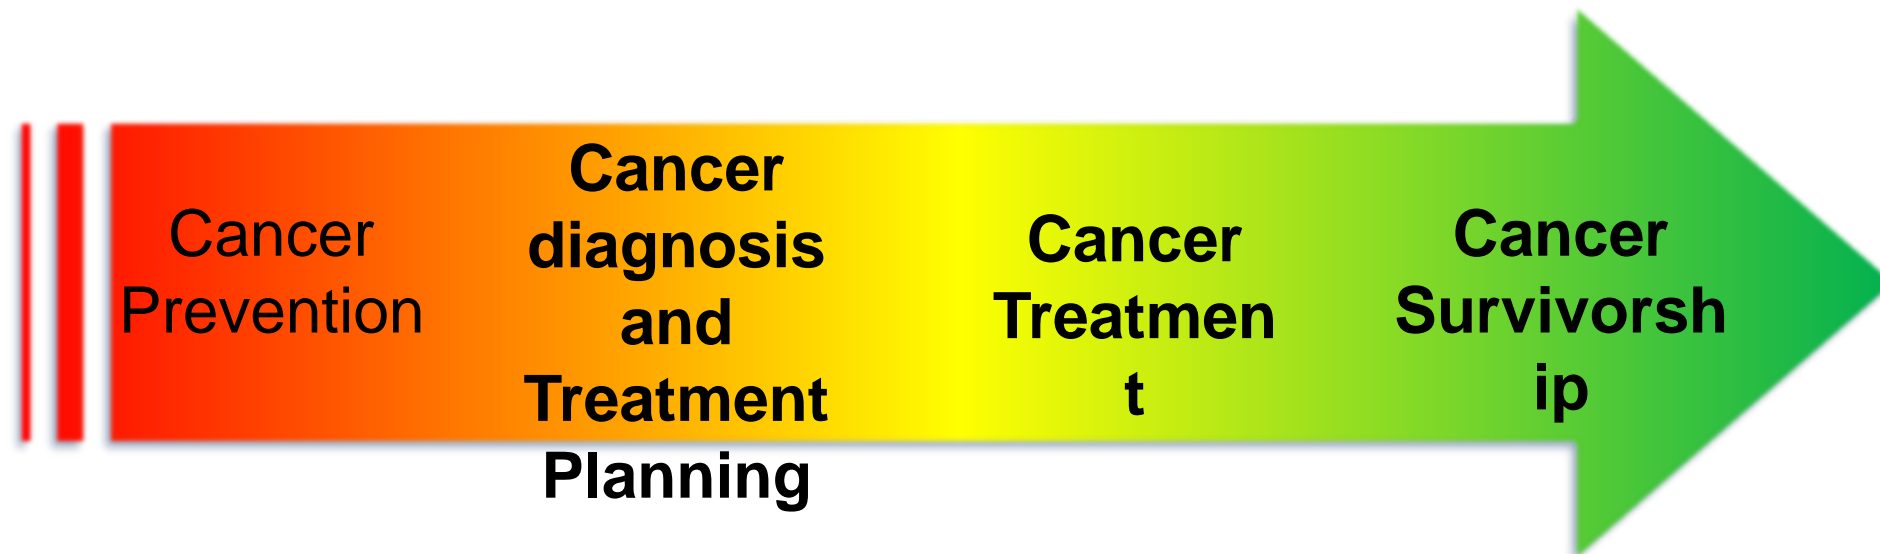 Cancer
Prevention
Cancer
diagnosis
and
Treatment
Planning
Cancer
Treatmen
t
Cancer
Survivorsh
ip